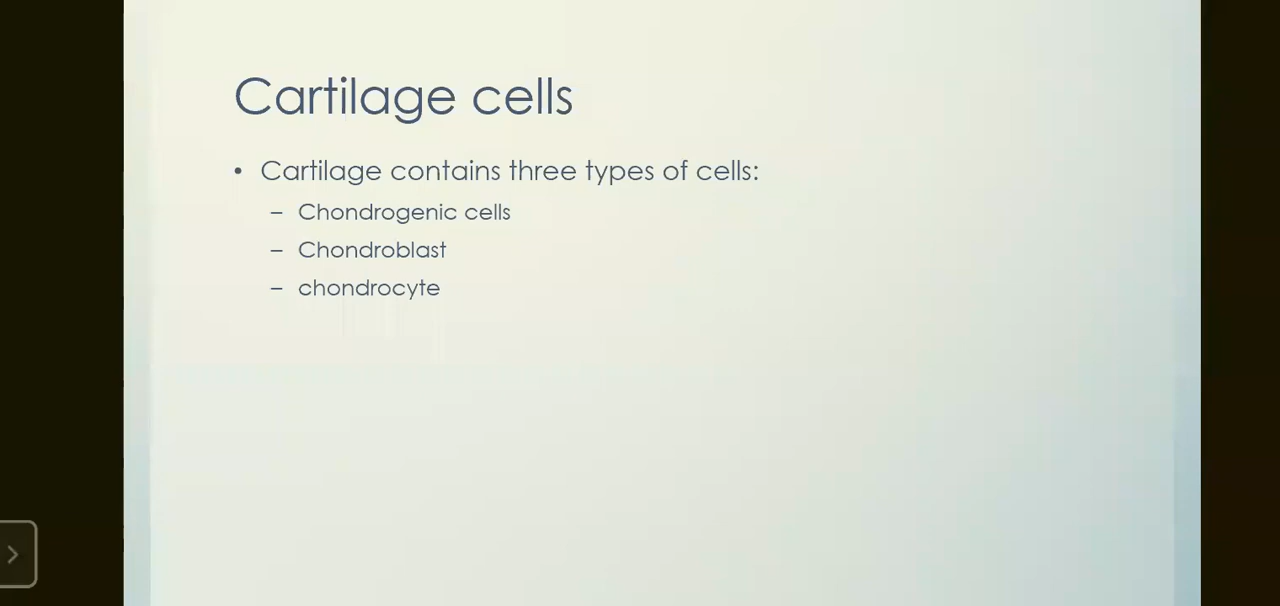 Cartilage cells
• Cartilage contains three types of cells:
– Chondrogenic cells
– Chondroblast
– chondrocyte